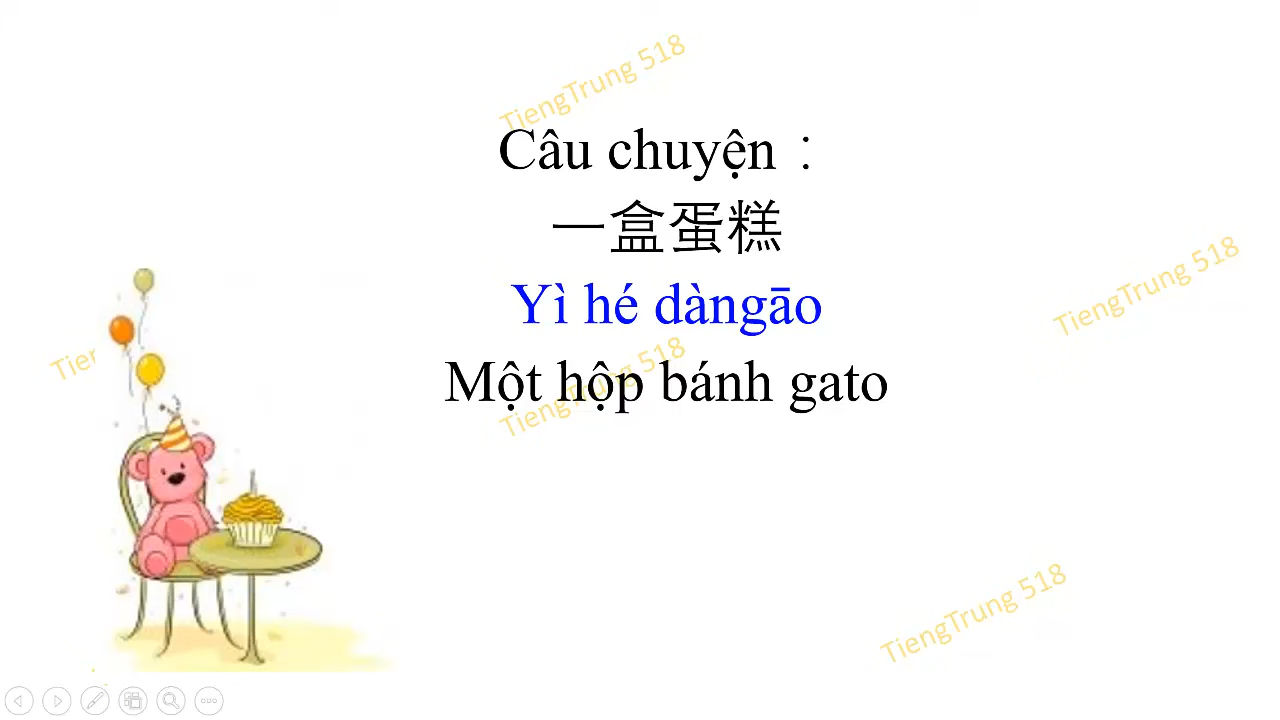 TiengTrung 518
Câu chuyện：
一盒蛋糕
TiengTrung 518
Yì hé dàngāo
Tier
Một hộp bánh gato
TiengTrung 518
TiengTrung 518